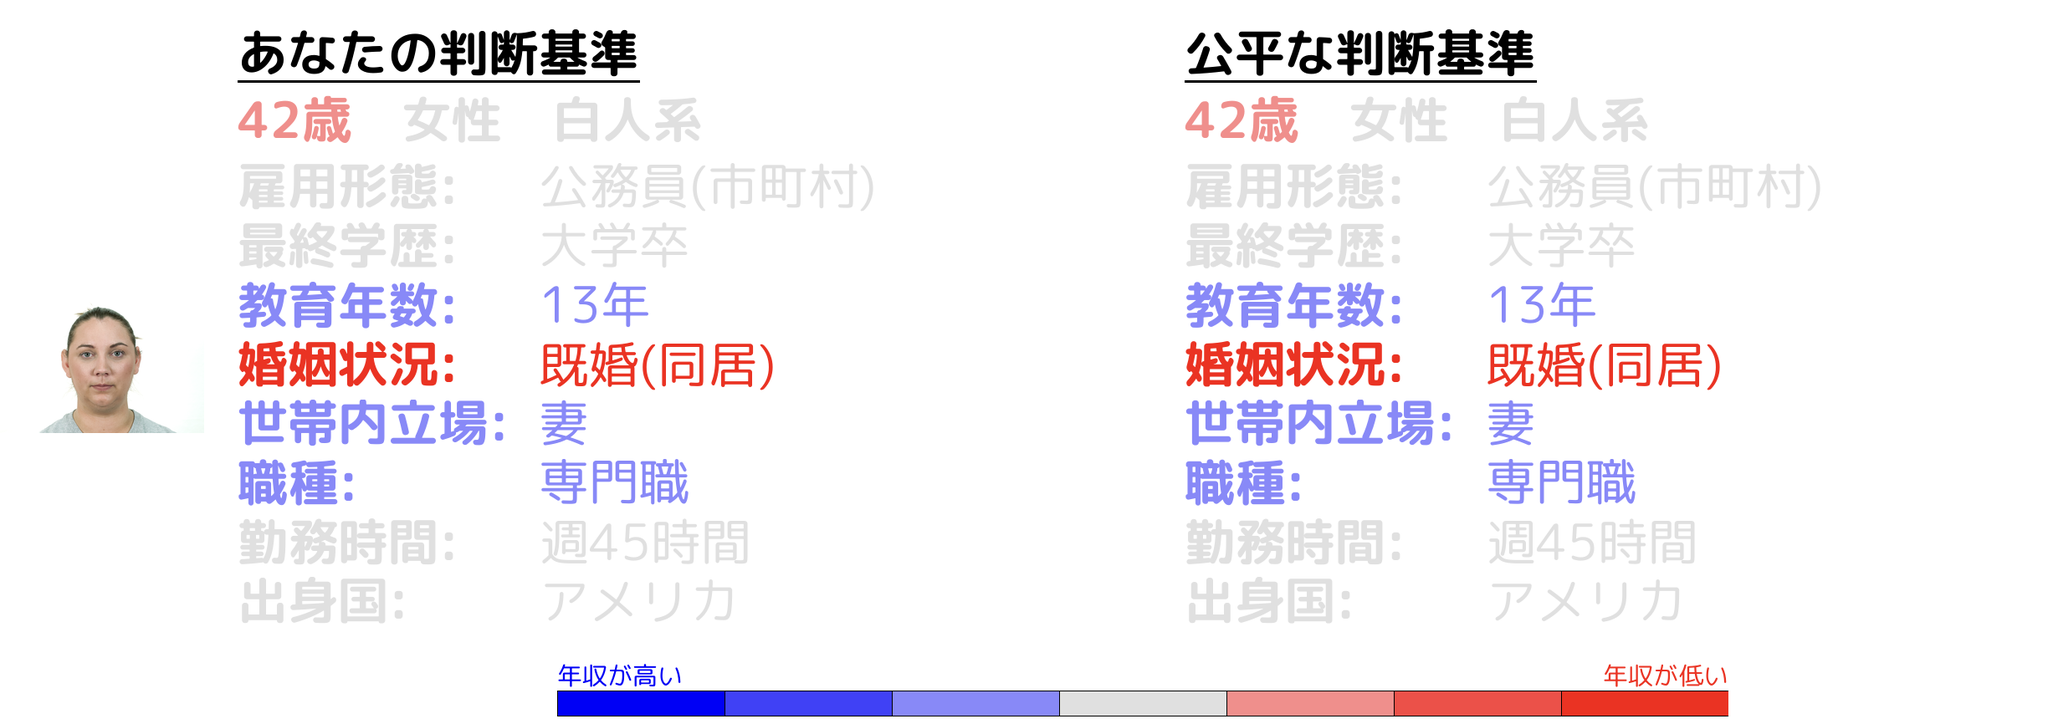 あなたの判断基準
42歳 女性 白人系
雇用形態: 公務員(市町村)
最終学歴: 大学卒
教育年数: 13年
婚姻状況: 既婚(同居)
世帯内立場: 妻
職種: 専門職
勤務時間: 週45時間
出身国: アメリカ
公平な判断基準
42歳 女性 白人系
雇用形態: 公務員(市町村)
最終学歴: 大学卒
教育年数: 13年
婚姻状況: 既婚(同居)
世帯内立場: 妻
職種: 専門職
勤務時間: 週45時間
出身国: アメリカ
年収が高い
年収が低い